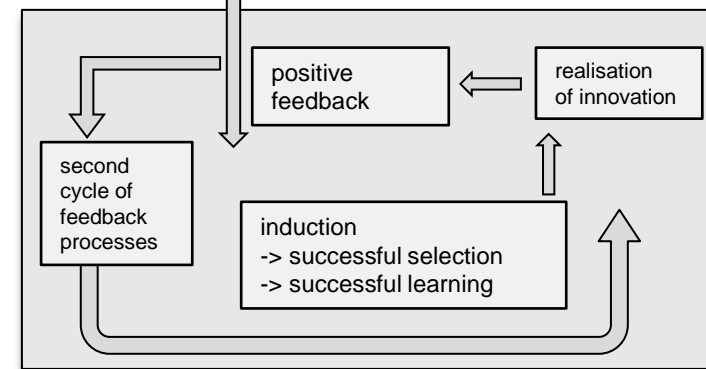 positive
feedback
realisation
of innovation
second
cycle of
feedback
processes
induction
-> successful selection
-> successful learning